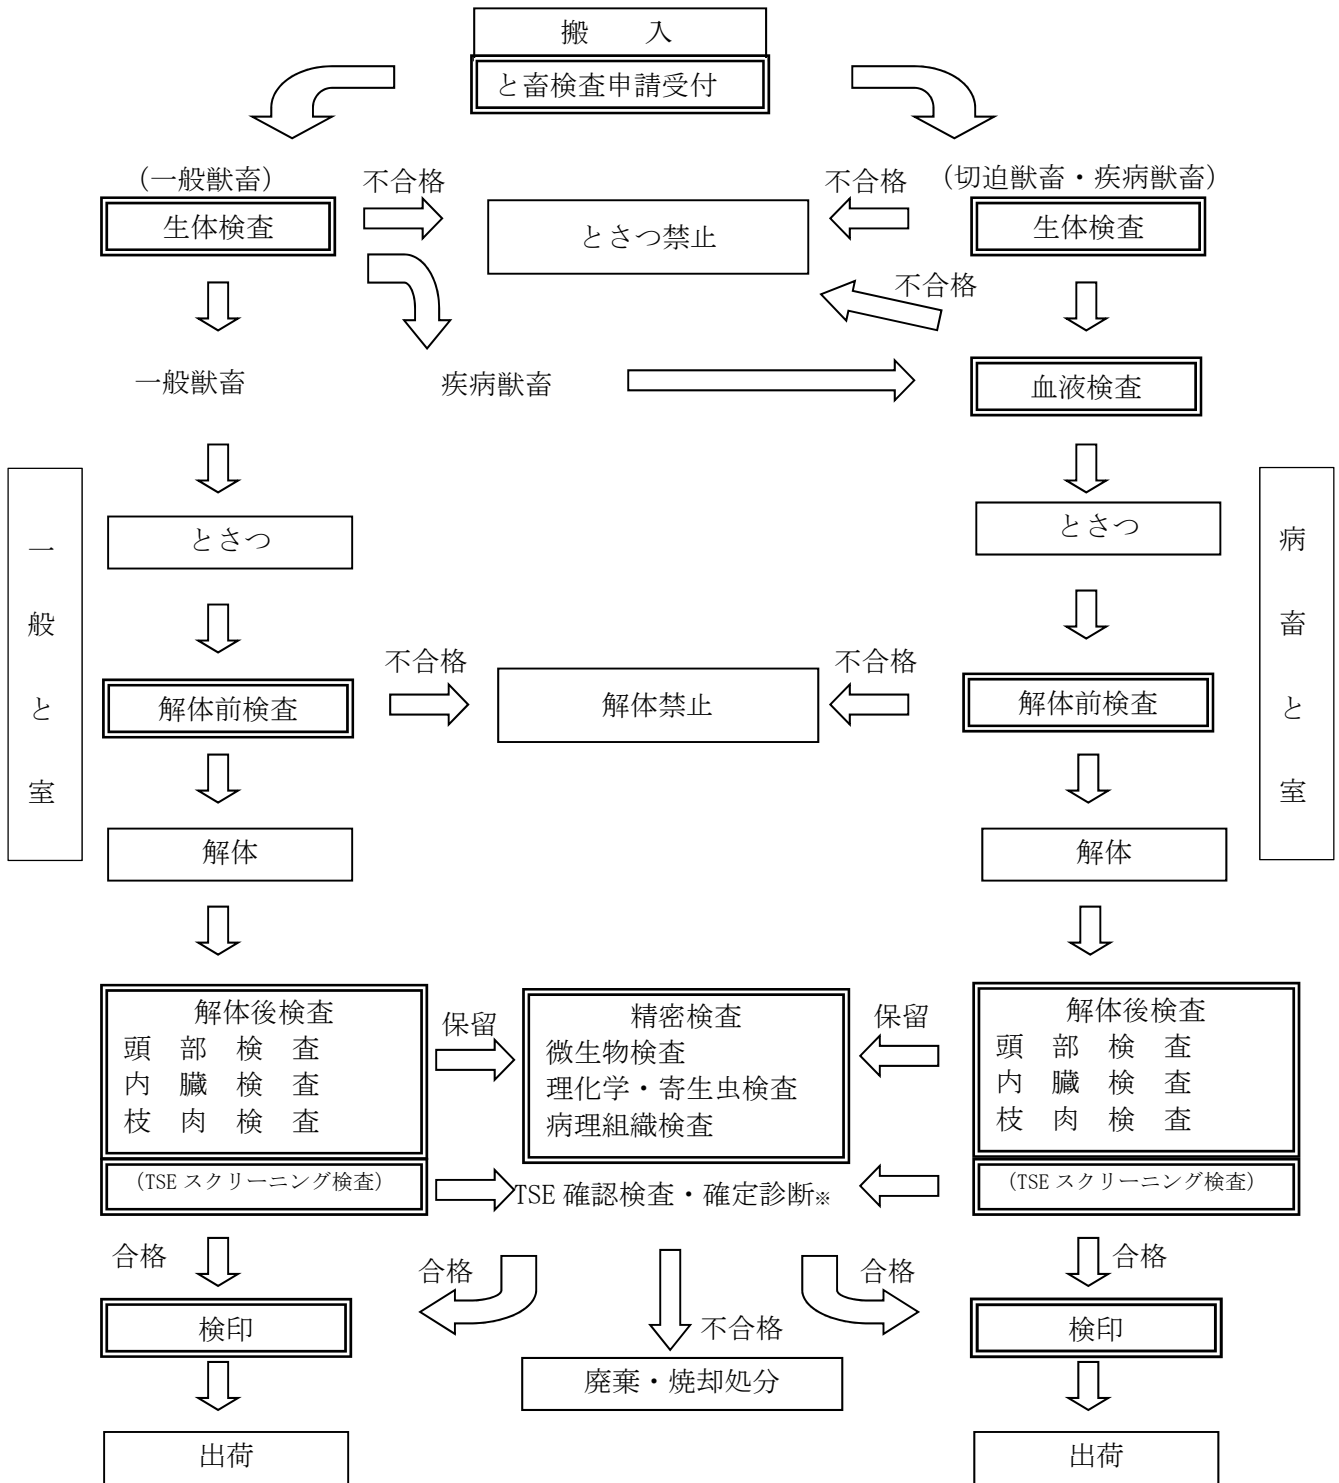 搬　　入
と畜検査申請受付
(一般獣畜)
不合格
不合格
(切迫獣畜・疾病獣畜)
生体検査
とさつ禁止
生体検査
不合格
一般獣畜
疾病獣畜
血液検査
一般と室
とさつ
とさつ
病畜と室
不合格
不合格
解体前検査
解体禁止
解体前検査
解体
解体
解体後検査
頭　部　検　査
内　臓　検　査
枝　肉　検　査
(TSE スクリーニング検査)
保留
精密検査
微生物検査
理化学・寄生虫検査
病理組織検査
TSE 確認検査・確定診断※
保留
解体後検査
頭　部　検　査
内　臓　検　査
枝　肉　検　査
(TSE スクリーニング検査)
合格
合格
合格
合格
検印
不合格
検印
廃棄・焼却処分
出荷
出荷